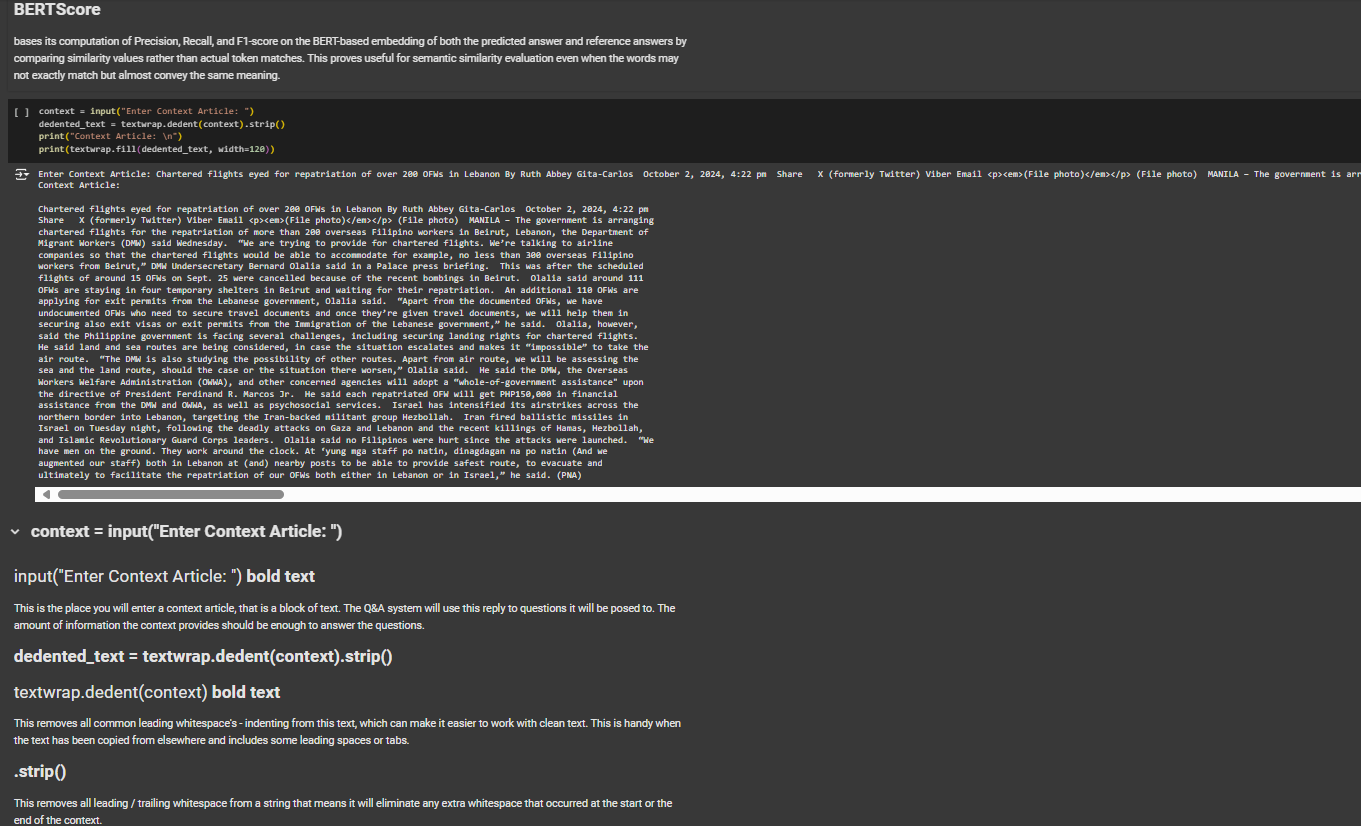 BERTScore
bases its computation of Precision, Recall, and F1-score on the BERT-based embedding of both the predicted answer and reference answers by
comparing similarity values rather than actual token matches. This proves useful for semantic similarity evaluation even when the words may
not exactly match but almost convey the same meaning.
[ ] context = input("Enter Context Article: ")
dedented_text = textwrap.dedent(context).strip()
print("Context Article: \n")
print(textwrap.fill(dedented_text, width=120))
Enter Context Article: Chartered flights eyed for repatriation of over 200 OFWs in Lebanon By Ruth Abbey Gita-Carlos  October 2, 2024, 4:22 pm  Share   X (formerly Twitter) Viber Email <p><em>(File photo)</em></p> (File photo)  MANILA – The government is arr
Context Article:
Chartered flights eyed for repatriation of over 200 OFWs in Lebanon By Ruth Abbey Gita-Carlos  October 2, 2024, 4:22 pm
Share   X (formerly Twitter) Viber Email <p><em>(File photo)</em></p> (File photo)  MANILA – The government is arranging
chartered flights for the repatriation of more than 200 overseas Filipino workers in Beirut, Lebanon, the Department of
Migrant Workers (DMW) said Wednesday.  “We are trying to provide for chartered flights. We’re talking to airline
companies so that the chartered flights would be able to accommodate for example, no less than 300 overseas Filipino
workers from Beirut,” DMW Undersecretary Bernard Olalia said in a Palace press briefing.  This was after the scheduled
flights of around 15 OFWs on Sept. 25 were cancelled because of the recent bombings in Beirut.  Olalia said around 111
OFWs are staying in four temporary shelters in Beirut and waiting for their repatriation.  An additional 110 OFWs are
applying for exit permits from the Lebanese government, Olalia said.  “Apart from the documented OFWs, we have
undocumented OFWs who need to secure travel documents and once they’re given travel documents, we will help them in
securing also exit visas or exit permits from the Immigration of the Lebanese government,” he said.  Olalia, however,
said the Philippine government is facing several challenges, including securing landing rights for chartered flights.
He said land and sea routes are being considered, in case the situation escalates and makes it “impossible” to take the
air route.  “The DMW is also studying the possibility of other routes. Apart from air route, we will be assessing the
sea and the land route, should the case or the situation there worsen,” Olalia said.  He said the DMW, the Overseas
Workers Welfare Administration (OWWA), and other concerned agencies will adopt a “whole-of-government assistance" upon
the directive of President Ferdinand R. Marcos Jr.  He said each repatriated OFW will get PHP150,000 in financial
assistance from the DMW and OWWA, as well as psychosocial services.  Israel has intensified its airstrikes across the
northern border into Lebanon, targeting the Iran-backed militant group Hezbollah.  Iran fired ballistic missiles in
Israel on Tuesday night, following the deadly attacks on Gaza and Lebanon and the recent killings of Hamas, Hezbollah,
and Islamic Revolutionary Guard Corps leaders.  Olalia said no Filipinos were hurt since the attacks were launched.  “We
have men on the ground. They work around the clock. At ‘yung mga staff po natin, dinagdagan na po natin (And we
augmented our staff) both in Lebanon at (and) nearby posts to be able to provide safest route, to evacuate and
ultimately to facilitate the repatriation of our OFWs both either in Lebanon or in Israel,” he said. (PNA)
context = input("Enter Context Article: ")
input("Enter Context Article: ") bold text
This is the place you will enter a context article, that is a block of text. The Q&A system will use this reply to questions it will be posed to. The
amount of information the context provides should be enough to answer the questions.
dedented_text = textwrap.dedent(context).strip()
textwrap.dedent(context) bold text
This removes all common leading whitespace's - indenting from this text, which can make it easier to work with clean text. This is handy when
the text has been copied from elsewhere and includes some leading spaces or tabs.
.strip()
This removes all leading / trailing whitespace from a string that means it will eliminate any extra whitespace that occurred at the start or the
end of the context.